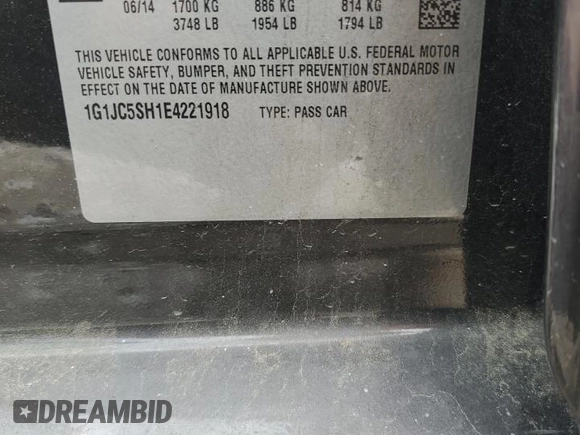 06/14 1700 KG 886 KG 814 KG
3748 LB 1954 LB 1794 LB
THIS VEHICLE CONFORMS TO ALL APPLICABLE U.S. FEDERAL MOTOR
VEHICLE SAFETY, BUMPER, AND THEFT PREVENTION STANDARDS
IN EFFECT ON THE DATE OF MANUFACTURE SHOWN ABOVE.
1G1JC5SH1E4221918 TYPE: PASS CAR
DREAMBID